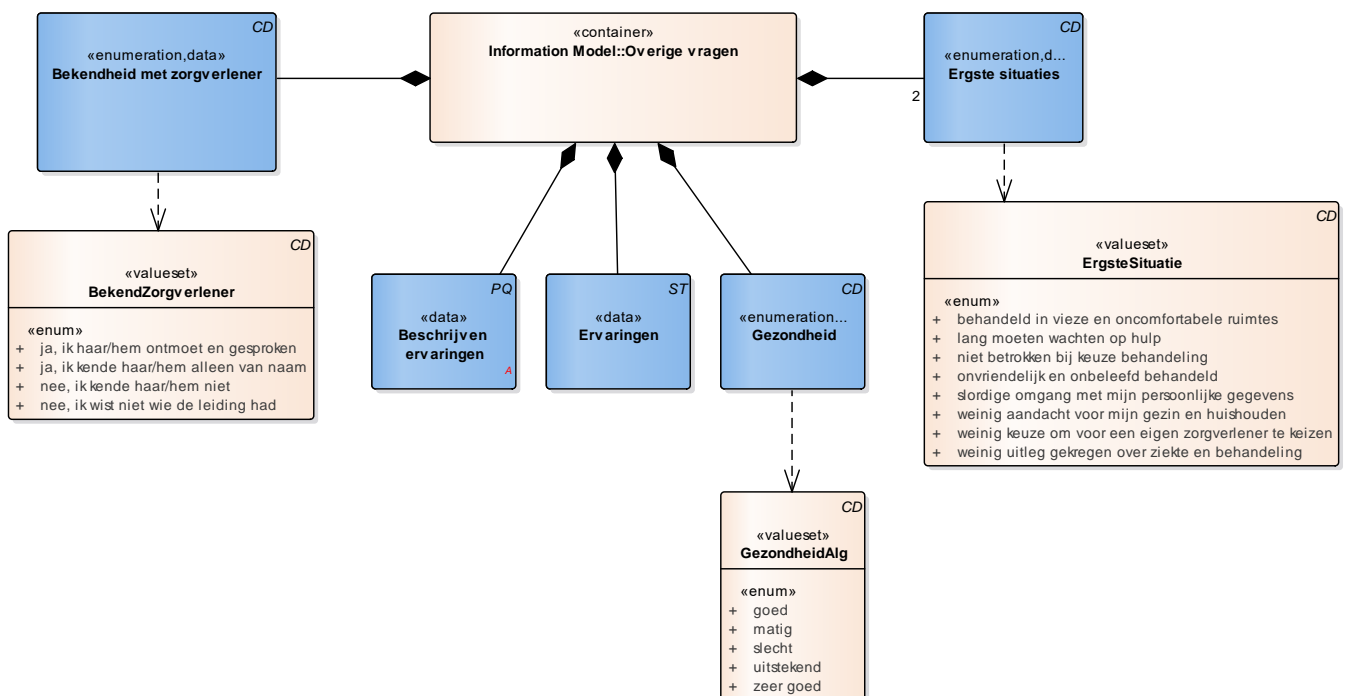 CD
«enumeration,data»
Bekendheid met zorgverlener
«container»
Information Model::Overige vragen
CD
«enumeration,d...
Ergste situaties
2
CD
«valueset»
BekendZorgverlener
«enum»
+ ja, ik haar/hem ontmoet en gesproken
+ ja, ik kende haar/hem alleen van naam
+ nee, ik kende haar/hem niet
+ nee, ik wist niet wie de leiding had
PQ
«data»
Beschrijven
ervaringen
A
ST
«data»
Ervaringen
CD
«enumeration...
Gezondheid
CD
«valueset»
ErgsteSituatie
«enum»
+ behandeld in vieze en oncomfortabele ruimtes
+ lang moeten wachten op hulp
+ niet betrokken bij keuze behandeling
+ onvriendelijk en onbeleefd behandeld
+ slordige omgang met mijn persoonlijke gegevens
+ weinig aandacht voor mijn gezin en huishouden
+ weinig keuze om voor een eigen zorgverlener te keizen
+ weinig uitleg gekregen over ziekte en behandeling
CD
«valueset»
GezondheidAlg
«enum»
+ goed
+ matig
+ slecht
+ uitstekend
+ zeer goed